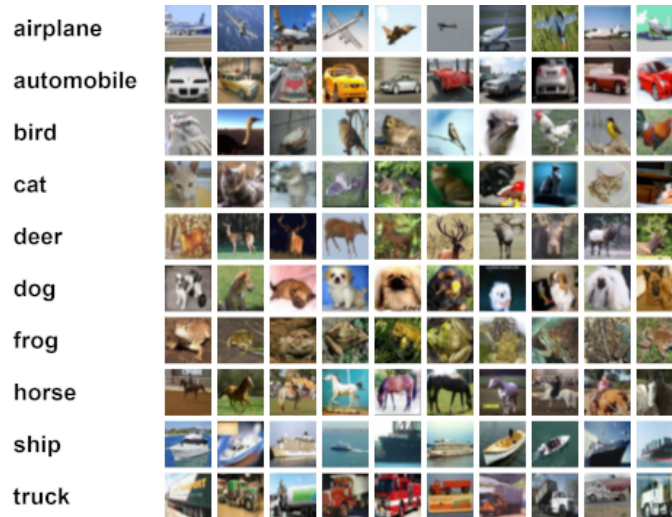 airplane
automobile
bird
cat
deer
dog
frog
horse
ship
truck